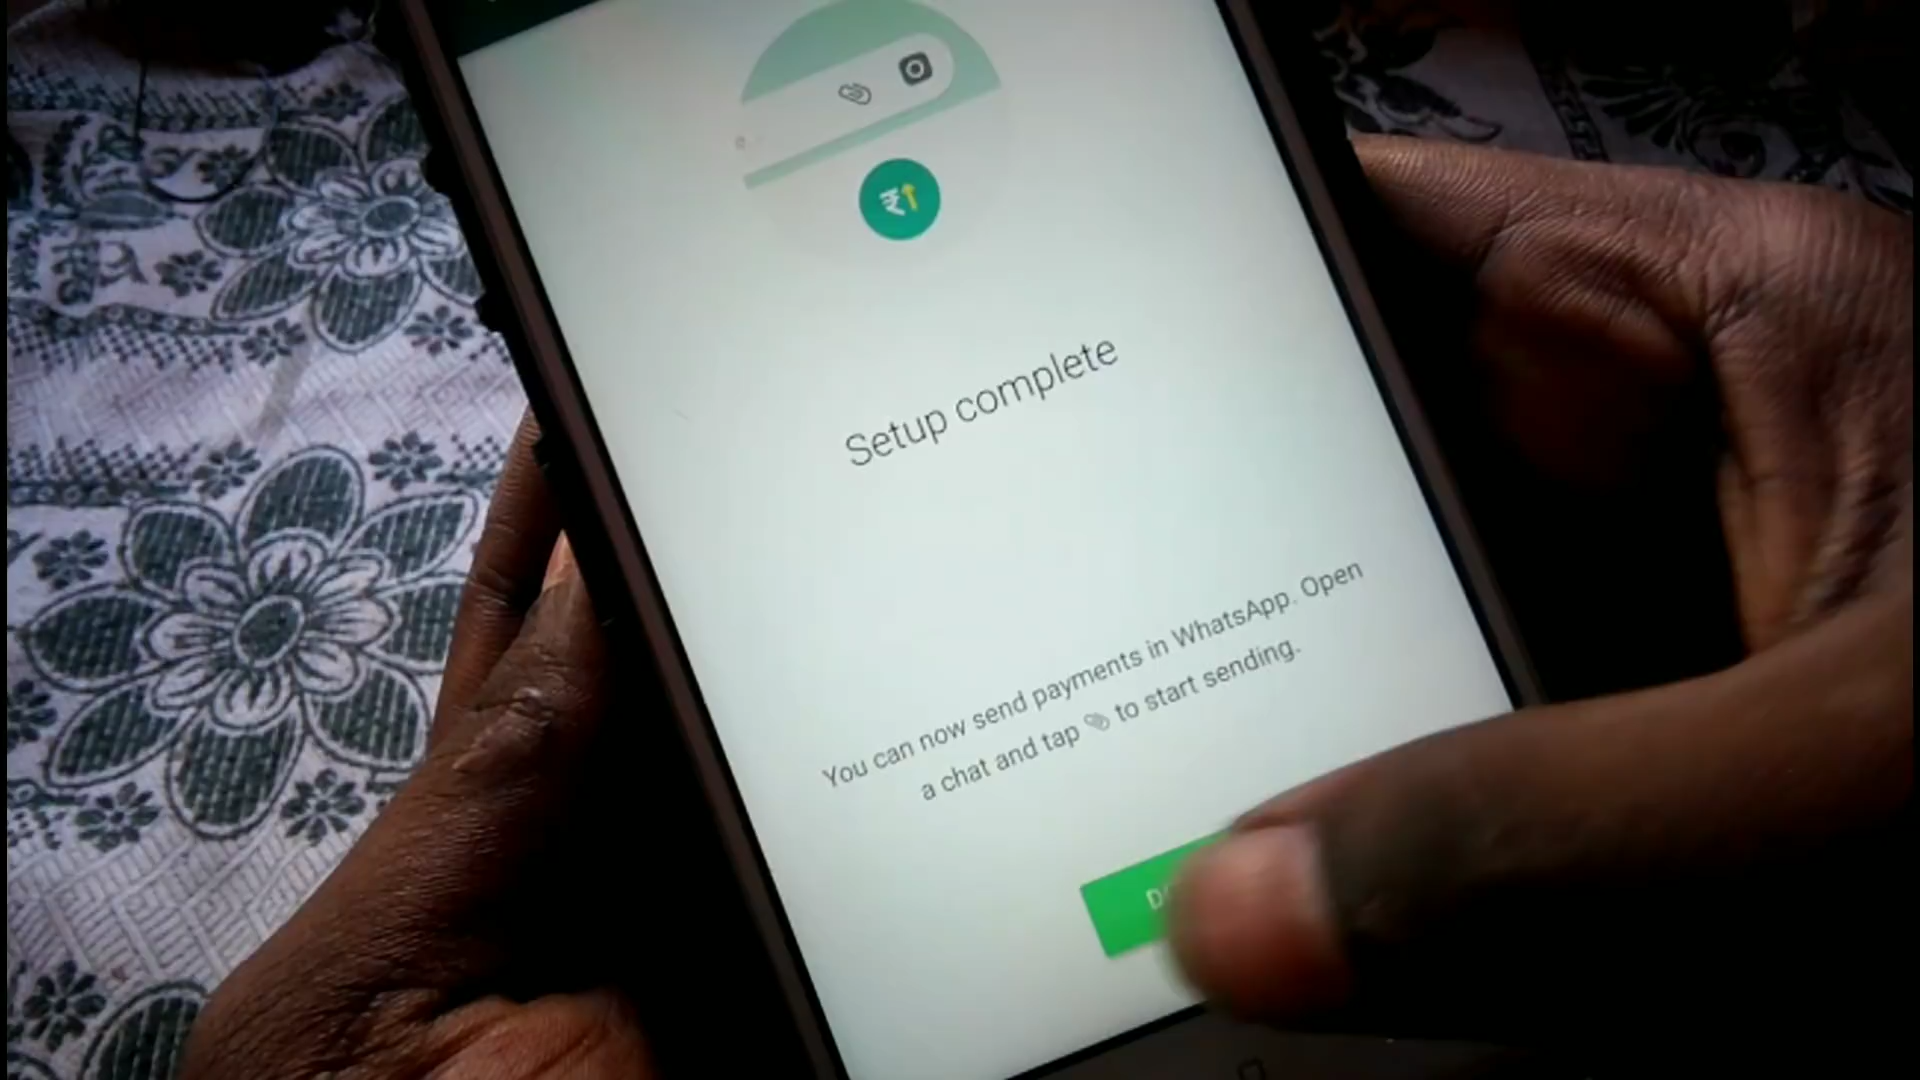 ₹
Setup complete
You can now send payments in WhatsApp. Open
a chat and tap to start sending.